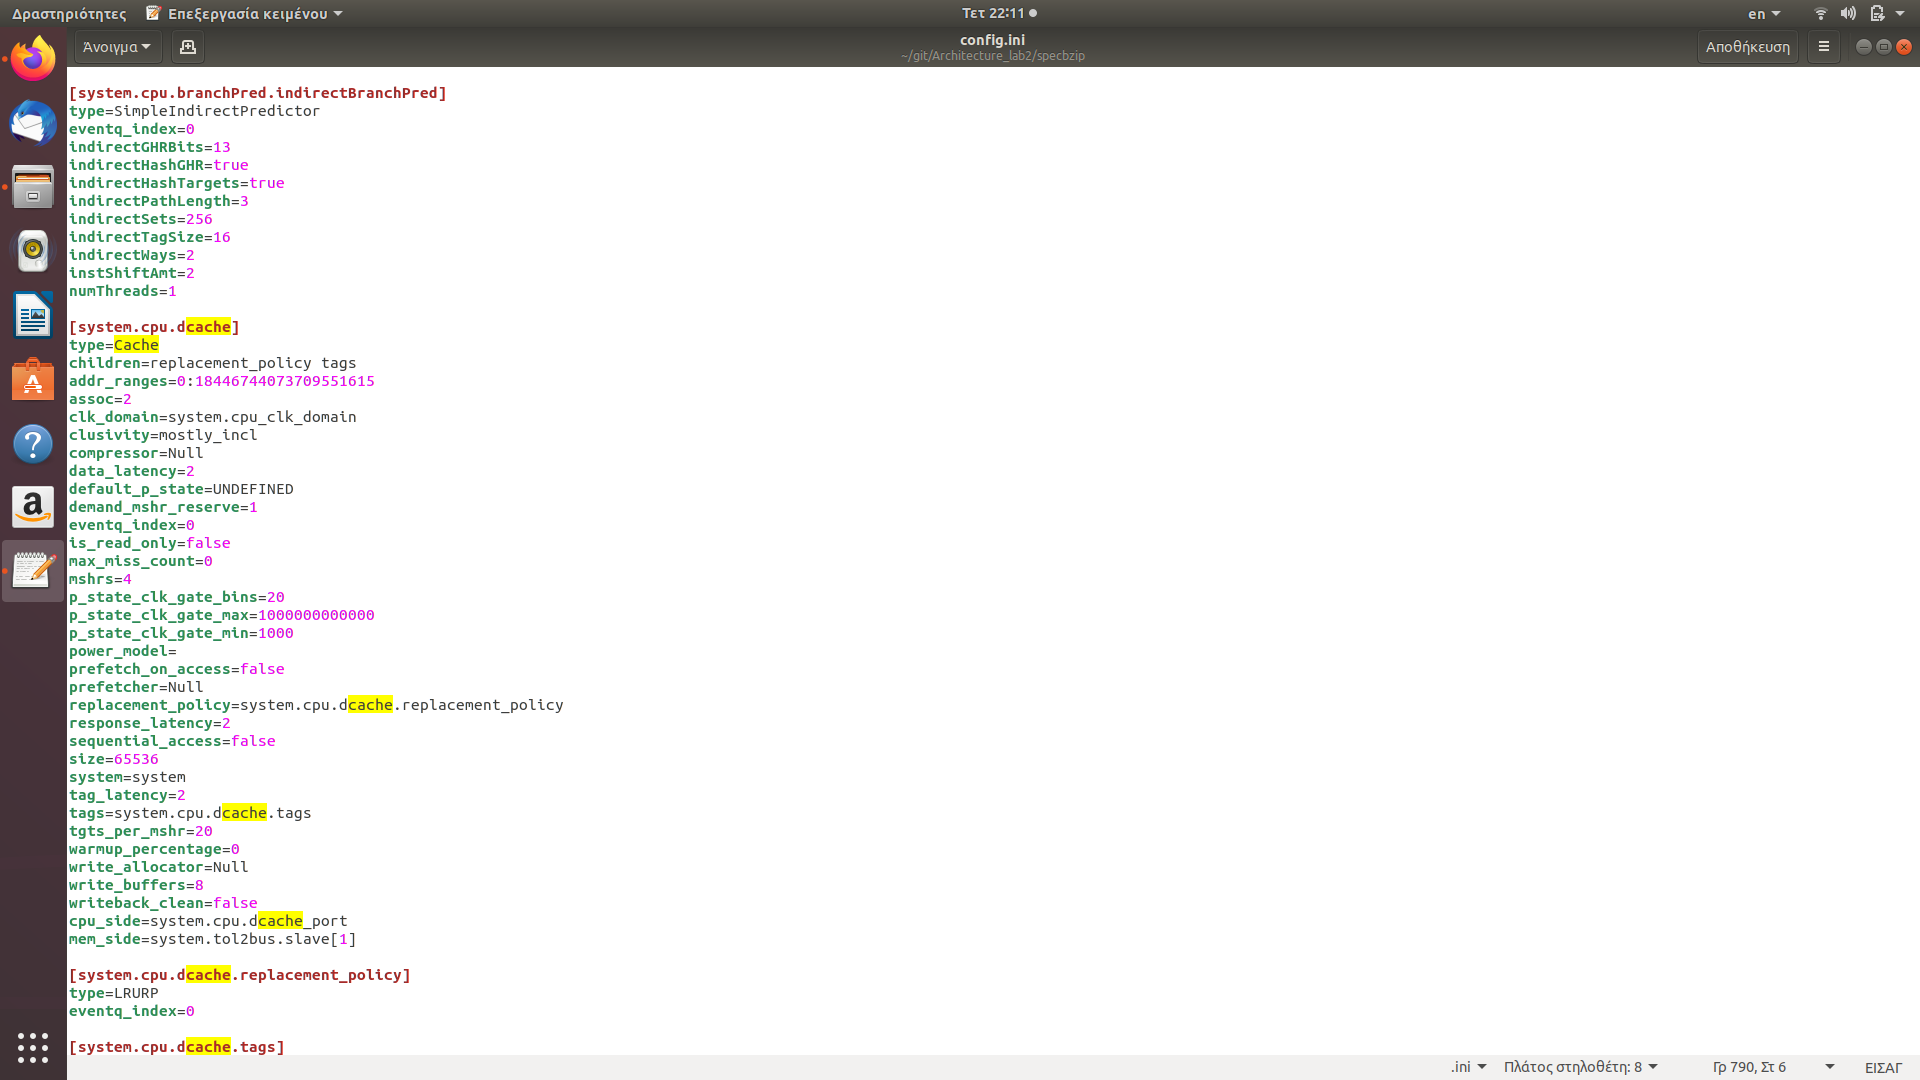 Δραστηριότητες Επεξεργασία κειμένου Τετ 22:11 en
Άνοιγμα config.ini Αποθήκευση
~/git/Architecture_lab2/specbzip
[system.cpu.branchPred.indirectBranchPred]
type=SimpleIndirectPredictor
eventq_index=0
indirectGHRBits=13
indirectHashGHR=true
indirectHashTargets=true
indirectPathLength=3
indirectSets=256
indirectTagSize=16
indirectWays=2
instShiftAmt=2
numThreads=1
[system.cpu.dcache]
type=Cache
children=replacement_policy tags
addr_ranges=0:18446744073709551615
assoc=2
clk_domain=system.cpu_clk_domain
clusivity=mostly_incl
compressor=Null
data_latency=2
default_p_state=UNDEFINED
demand_mshr_reserve=1
eventq_index=0
is_read_only=false
max_miss_count=0
mshrs=4
p_state_clk_gate_bins=20
p_state_clk_gate_max=1000000000000
p_state_clk_gate_min=1000
power_model=
prefetch_on_access=false
prefetcher=Null
replacement_policy=system.cpu.dcache.replacement_policy
response_latency=2
sequential_access=false
size=65536
system=system
tag_latency=2
tags=system.cpu.dcache.tags
tgts_per_mshr=20
warmup_percentage=0
write_allocator=Null
write_buffers=8
writeback_clean=false
cpu_side=system.cpu.dcache_port
mem_side=system.tol2bus.slave[1]
[system.cpu.dcache.replacement_policy]
type=LRURP
eventq_index=0
[system.cpu.dcache.tags]
.ini Πλάτος στηλοθέτη: 8 Γρ 790, Στ 6 ΕΙΣΑΓ